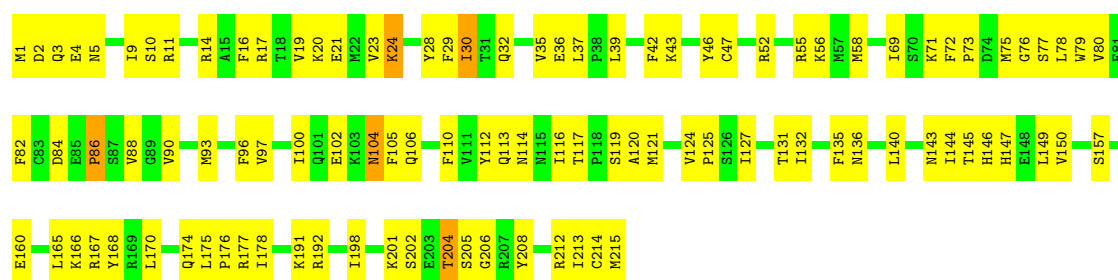 M1 D2 Q3 E4 N5 I9 S10 R11 R14 A15 F16 R17 T18 V19 K20 E21 M22 V23 K24 Y28 F29 I30 T31 Q32 V35 E36 L37 P38 L39 F42 K43 Y46 C47 R52 R55 K56 M57 M58 I69 S70 K71 F72 P73 D74 M75 G76 S77 L78 W79 V80 E81
F82 C83 D84 E85 P86 S87 V88 G89 V90 M93 F96 V97 I100 Q101 E102 K103 N104 F105 Q106 F110 V111 Y112 Q113 N114 N115 I116 T117 P118 S119 A120 M121 V124 P125 S126 I127 T131 I132 F135 N136 L140 N143 I144 T145 H146 H147 E148 L149 V150 S157
E160 L165 K166 R167 Y168 R169 L170 Q174 L175 P176 R177 I178 K191 R192 I198 K201 S202 E203 T204 S205 G206 R207 Y208 R212 I213 C214 M215